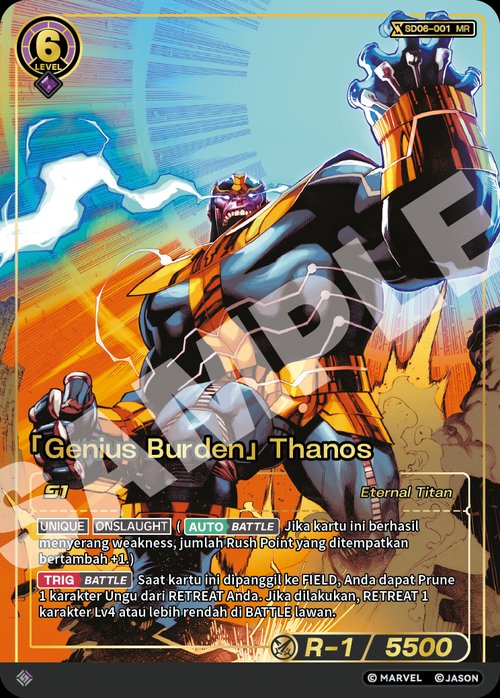 6
LEVEL
SD06-001 MR
SAMPLE
「Genius Burden」 Thanos
S1
Eternal Titan
UNIQUE ONSLAUGHT ( AUTO BATTLE Jika kartu ini berhasil
menyerang weakness, jumlah Rush Point yang ditempatkan
bertambah +1.)
TRIG BATTLE Saat kartu ini dipanggil ke FIELD, Anda dapat Prune
1 karakter Ungu dari RETREAT Anda. Jika dilakukan, RETREAT 1
karakter Lv4 atau lebih rendah di BATTLE lawan.
R-1 / 5500
© MARVEL © JASON